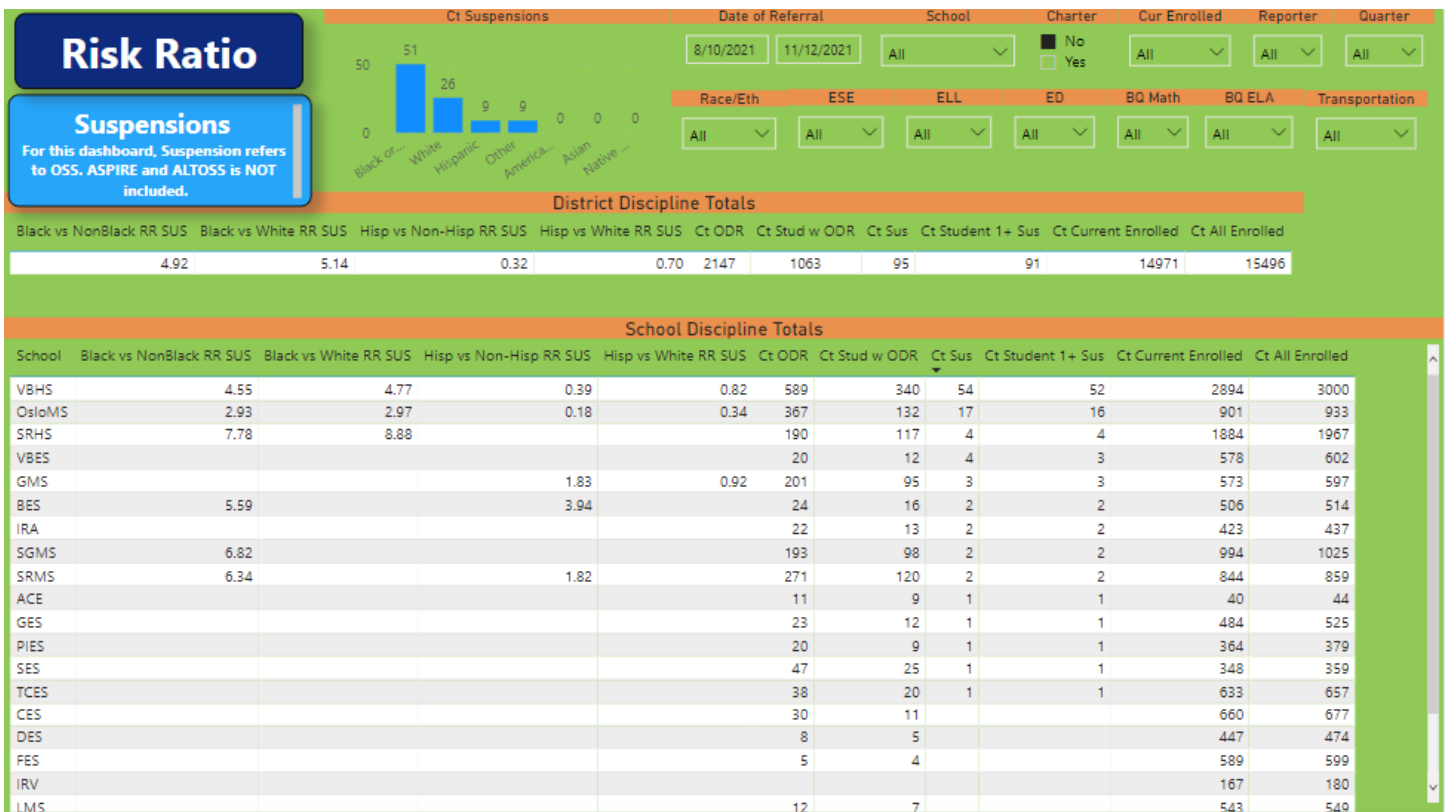 Risk Ratio
Suspensions
For this dashboard, Suspension refers
to OSS. ASPIRE and ALTOSS is NOT
included.
Ct Suspensions
50
0
51
26
9
9
0
0
0
Black or...
White
Hispanic
Other
America...
Asian
Native ...
Date of Referral School Charter Cur Enrolled Reporter Quarter
8/10/2021 11/12/2021 All No All All All
Yes
Race/Eth ESE ELL ED BQ Math BQ ELA Transportation
All All All All All All All
District Discipline Totals
Black vs NonBlack RR SUS Black vs White RR SUS Hisp vs Non-Hisp RR SUS Hisp vs White RR SUS Ct ODR Ct Stud w ODR Ct Sus Ct Student 1+ Sus Ct Current Enrolled Ct All Enrolled
4.92 5.14 0.32 0.70 2147 1063 95 91 14971 15496
School Discipline Totals
School Black vs NonBlack RR SUS Black vs White RR SUS Hisp vs Non-Hisp RR SUS Hisp vs White RR SUS Ct ODR Ct Stud w ODR Ct Sus Ct Student 1+ Sus Ct Current Enrolled Ct All Enrolled
VBHS 4.55 4.77 0.39 0.82 589 340 54 52 2894 3000
OsloMS 2.93 2.97 0.18 0.34 367 132 17 16 901 933
SRHS 7.78 8.88 190 117 4 4 1884 1967
VBES 20 12 4 3 578 602
GMS 1.83 0.92 201 95 3 3 573 597
BES 5.59 3.94 24 16 2 2 506 514
IRA 22 13 2 2 423 437
SGMS 6.82 193 98 2 2 994 1025
SRMS 6.34 1.82 271 120 2 2 844 859
ACE 11 9 1 1 40 44
GES 23 12 1 1 484 525
PIES 20 9 1 1 364 379
SES 47 25 1 1 348 359
TCES 38 20 1 1 633 657
CES 30 11 660 677
DES 8 5 447 474
FES 5 4 589 599
IRV 167 180
LMS 12 7 543 549